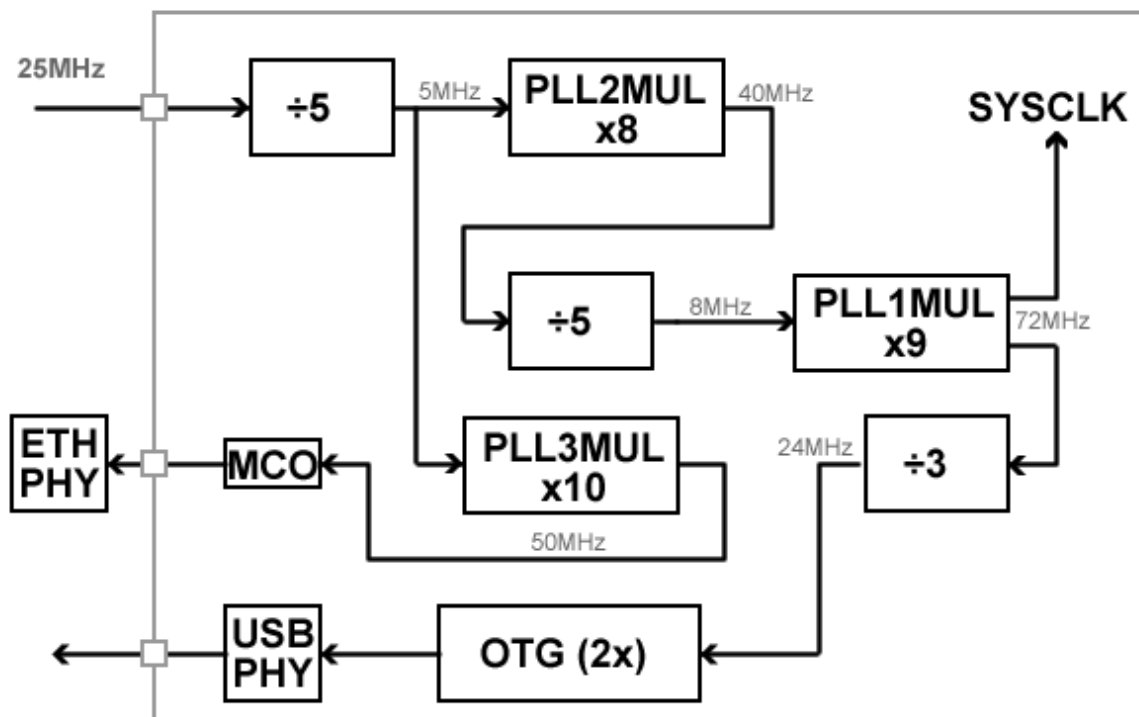 25MHz
÷5
5MHz
PLL2MUL
x8
40MHz
SYSCLK
÷5
8MHz
PLL1MUL
x9
72MHz
ETH
PHY
MCO
PLL3MUL
x10
24MHz
÷3
50MHz
USB
PHY
OTG (2x)